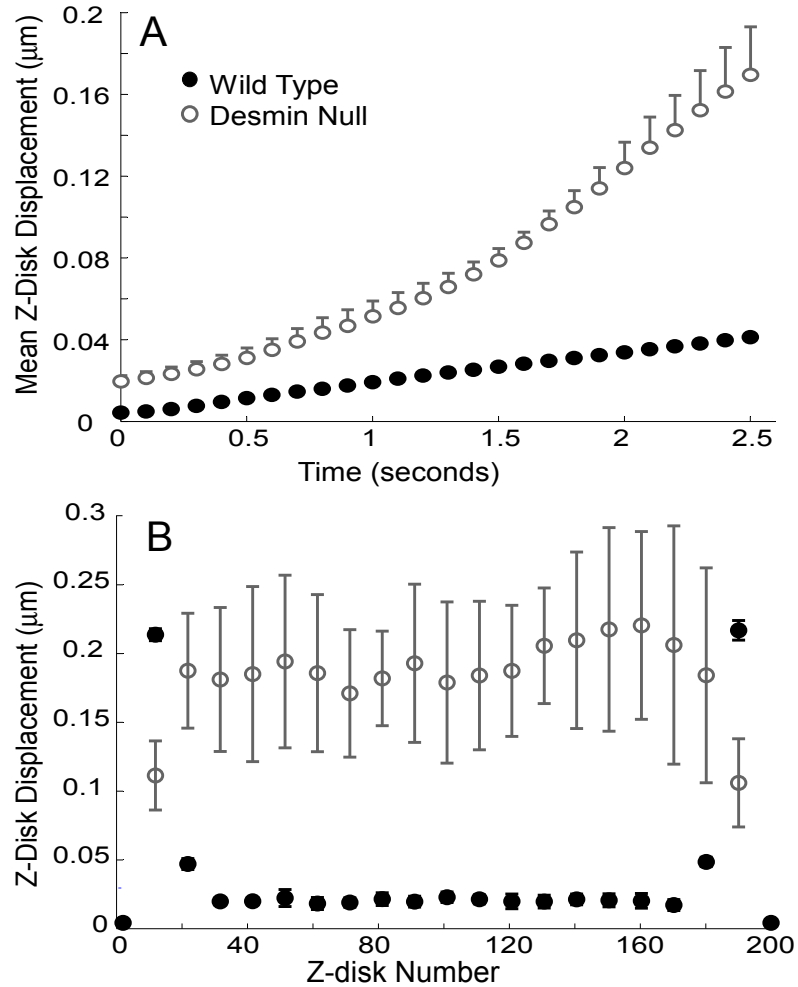 A
Wild Type
Desmin Null
Mean Z-Disk Displacement (μm)
0.2
0.16
0.12
0.08
0.04
0
0 0.5 1 1.5 2 2.5
Time (seconds)
B
Z-Disk Displacement (μm)
0.3
0.25
0.2
0.15
0.1
0.05
0
0 40 80 120 160 200
Z-disk Number